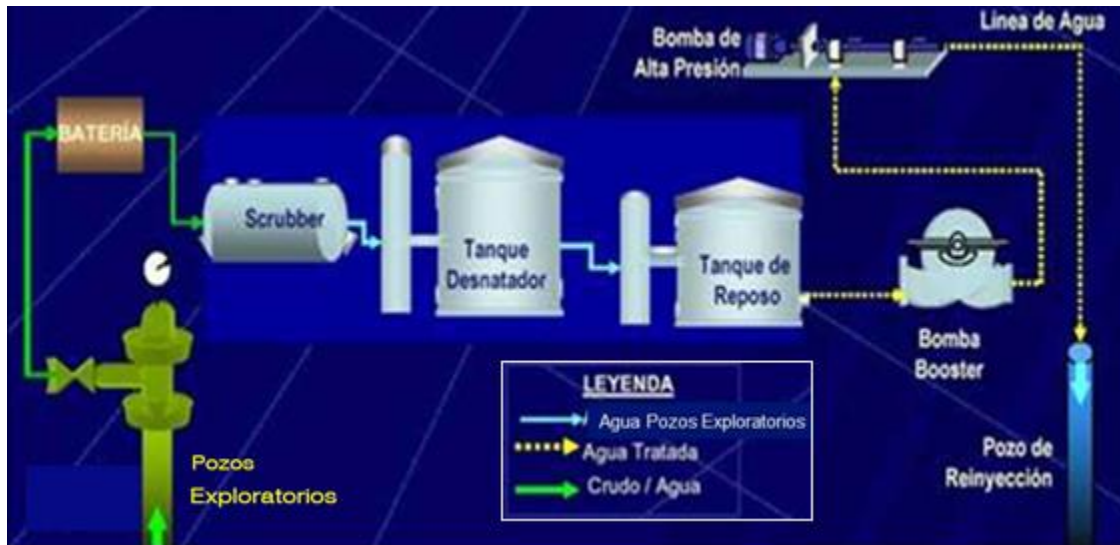 Línea de Agua
Bomba de
Alta Presión
BATERÍA
Scrubber
Tanque
Desnatador
Tanque de
Reposo
Bomba
Booster
LEYENDA
Agua Pozos Exploratorios
Agua Tratada
Crudo / Agua
Pozos
Exploratorios
Pozo de
Reinyección